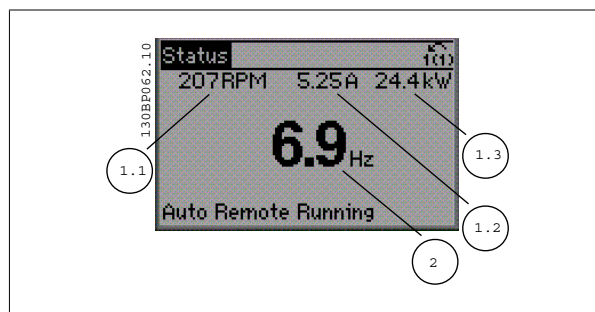 130BP062.10
Status
1(1)
207RPM 5.25A 24.4kW
1.1
6.9Hz
1.3
1.2
Auto Remote Running
2